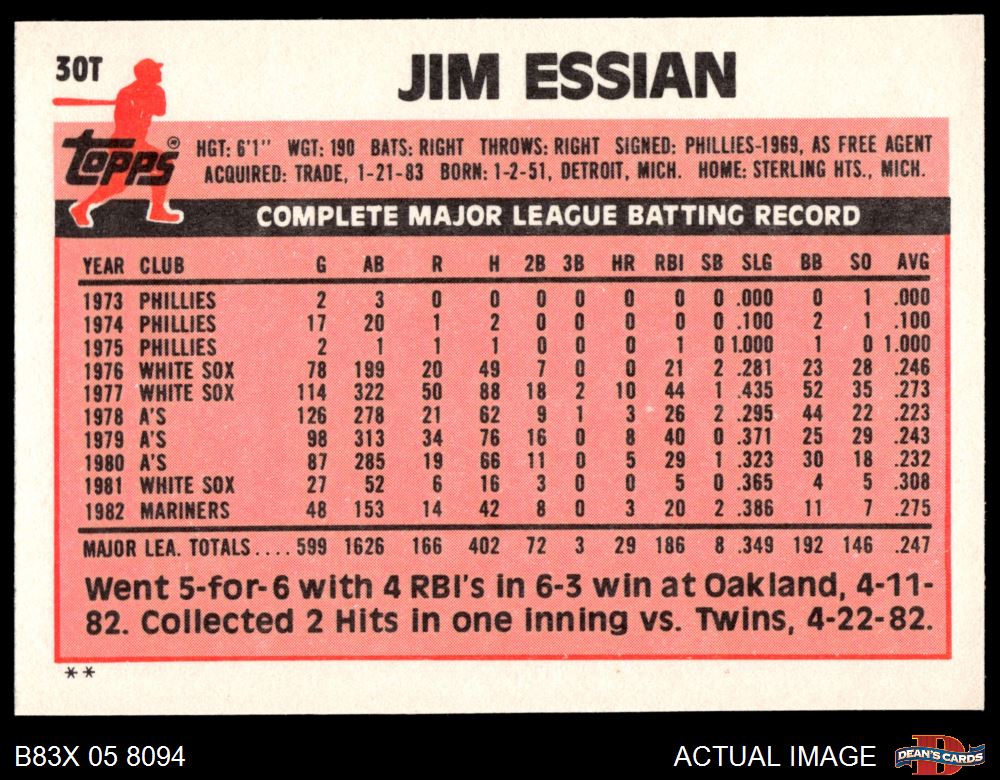 30T
JIM ESSIAN
topps®
HGT: 6'1" WGT: 190 BATS: RIGHT THROWS: RIGHT SIGNED: PHILLIES-1969, AS FREE AGENT
ACQUIRED: TRADE, 1-21-83 BORN: 1-2-51, DETROIT, MICH. HOME: STERLING HTS., MICH.
COMPLETE MAJOR LEAGUE BATTING RECORD
YEAR CLUB G AB R H 2B 3B HR RBI SB SLG BB SO AVG
1973 PHILLIES 2 3 0 0 0 0 0 0 0 .000 0 1 .000
1974 PHILLIES 17 20 1 2 0 0 0 0 0 .100 2 1 .100
1975 PHILLIES 2 1 1 1 0 0 0 1 0 1.000 1 0 1.000
1976 WHITE SOX 78 199 20 49 7 0 0 21 2 .281 23 28 .246
1977 WHITE SOX 114 322 50 88 18 2 10 44 1 .435 52 35 .273
1978 A'S 126 278 21 62 9 1 3 26 2 .295 44 22 .223
1979 A'S 98 313 34 76 16 0 8 40 0 .371 25 29 .243
1980 A'S 87 285 19 66 11 0 5 29 1 .323 30 18 .232
1981 WHITE SOX 27 52 6 16 3 0 0 5 0 .365 4 5 .308
1982 MARINERS 48 153 14 42 8 0 3 20 2 .386 11 7 .275
MAJOR LEA. TOTALS.... 599 1626 166 402 72 3 29 186 8 .349 192 146 .247
Went 5-for-6 with 4 RBI's in 6-3 win at Oakland, 4-11-
82. Collected 2 Hits in one inning vs. Twins, 4-22-82.
**
B83X 05 8094
ACTUAL IMAGE
D
DEAN'S CARDS